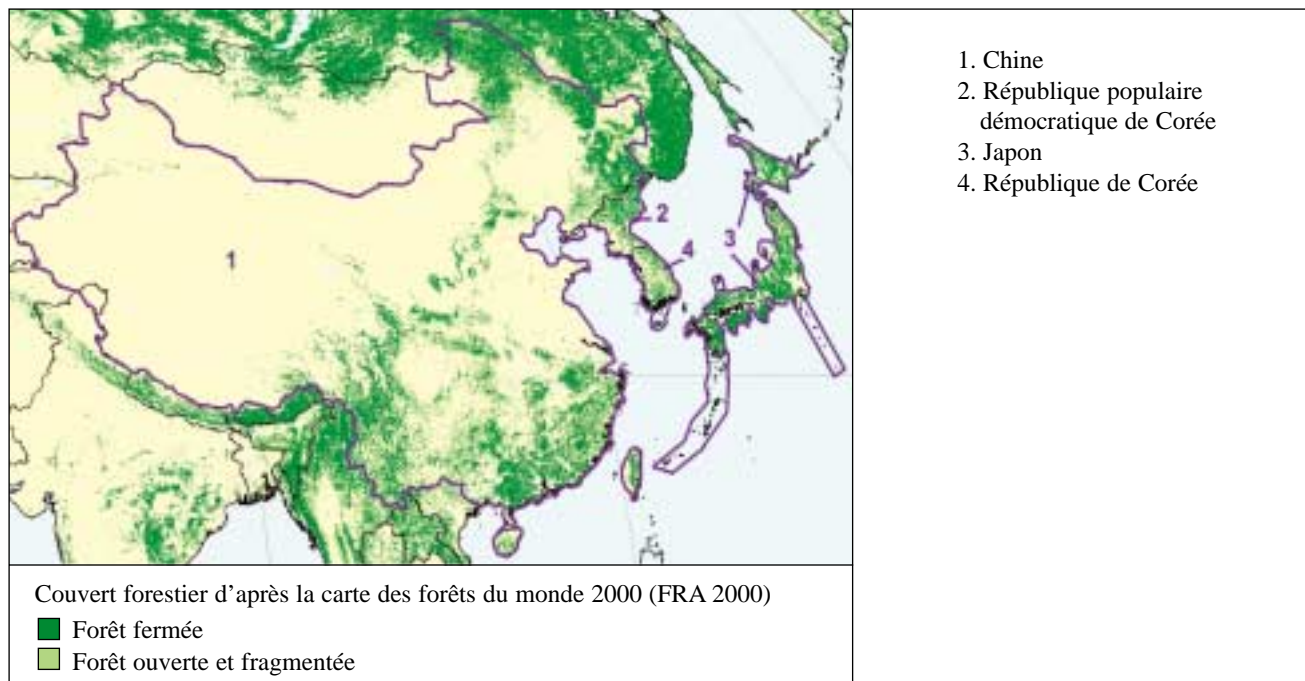 1. Chine
2. République populaire
démocratique de Corée
3. Japon
4. République de Corée
1
2
4
3
Couvert forestier d’après la carte des forêts du monde 2000 (FRA 2000)
Forêt fermée
Forêt ouverte et fragmentée